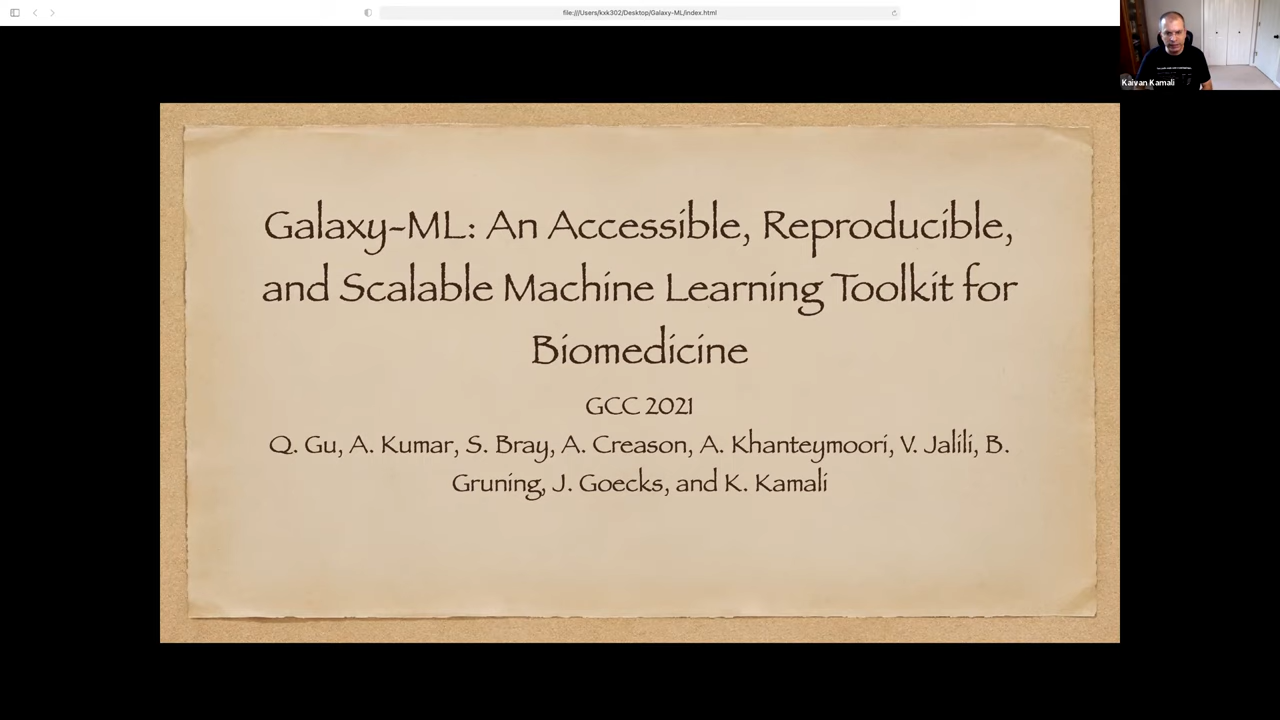 file:///Users/kxk302/Desktop/Galaxy-ML/index.html
Kaivan Kamali
Galaxy-ML: An Accessible, Reproducible,
and Scalable Machine Learning Toolkit for
Biomedicine
GCC 2021
Q. Gu, A. Kumar, S. Bray, A. Creason, A. Khanteymoori, V. Jalili, B.
Gruning, J. Goecks, and K. Kamali